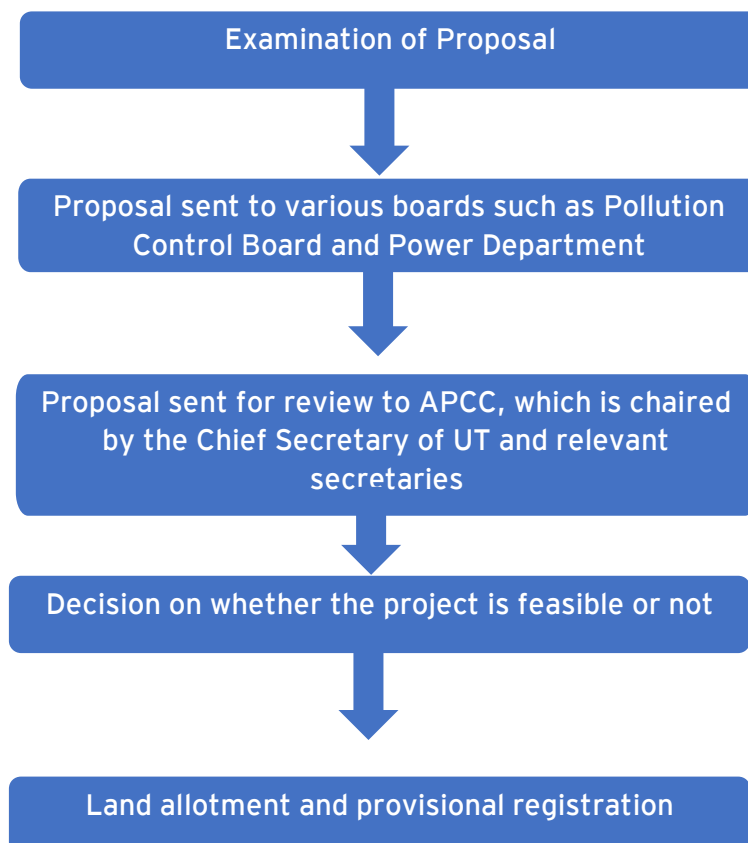 Examination of Proposal
Proposal sent to various boards such as Pollution
Control Board and Power Department
Proposal sent for review to APCC, which is chaired
by the Chief Secretary of UT and relevant
secretaries
Decision on whether the project is feasible or not
Land allotment and provisional registration